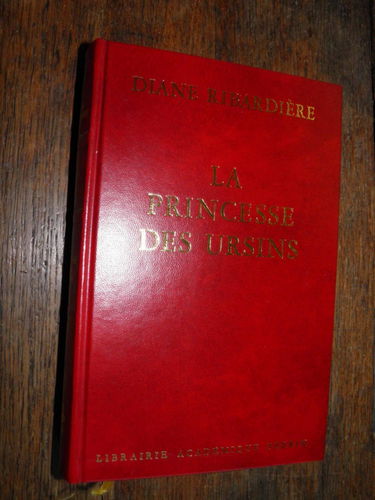 DIANE RIBARDIÈRE
LA
PRINCESSE
DES URSINS
LIBRAIRIE ACADÉMIQUE PERRIN